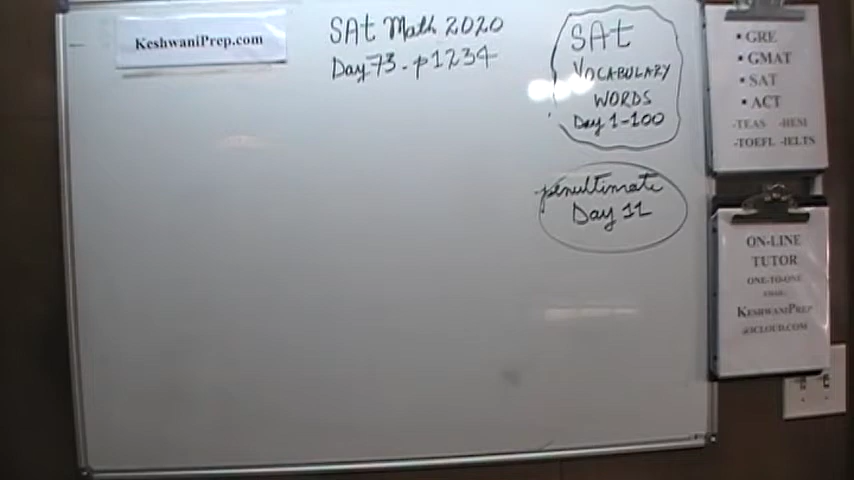 KeshwaniPrep.com
SAt Math 2020
Day 73 - p1234
SAt
VOCABULARY
WORDS
Day 1-100
penultimate
Day 11
• GRE
• GMAT
• SAT
• ACT
-TEAS -HESI
-TOEFL -IELTS
ON-LINE
TUTOR
ONE-TO-ONE
KESHWANIPREP
@ICLOUD.COM